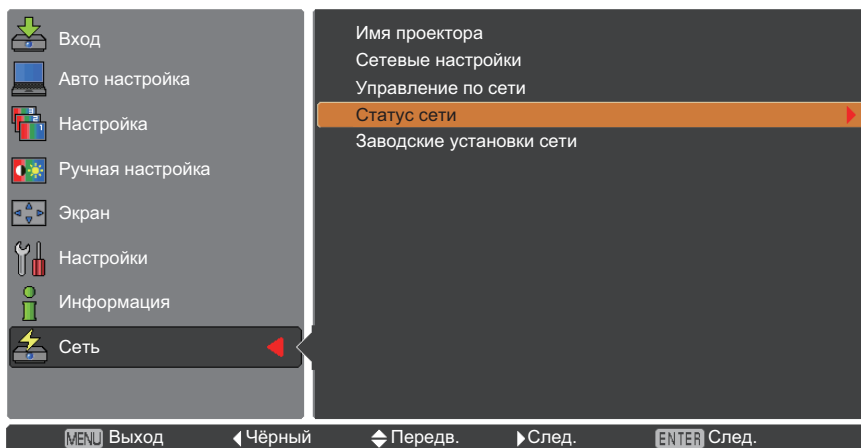 Вход
Авто настройка
Настройка
Ручная настройка
Экран
Настройки
Информация
Сеть
Имя проектора
Сетевые настройки
Управление по сети
Статус сети
Заводские установки сети
MENU Выход Чёрный Передв. След. ENTER След.